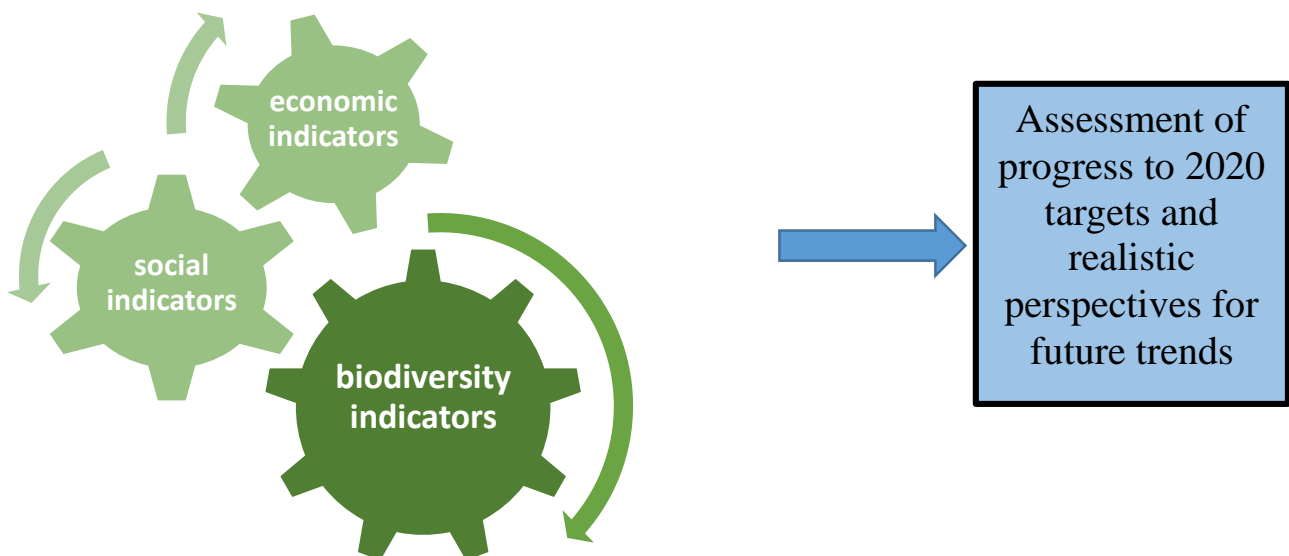 economic
indicators
social
indicators
biodiversity
indicators
Assessment of
progress to 2020
targets and
realistic
perspectives for
future trends